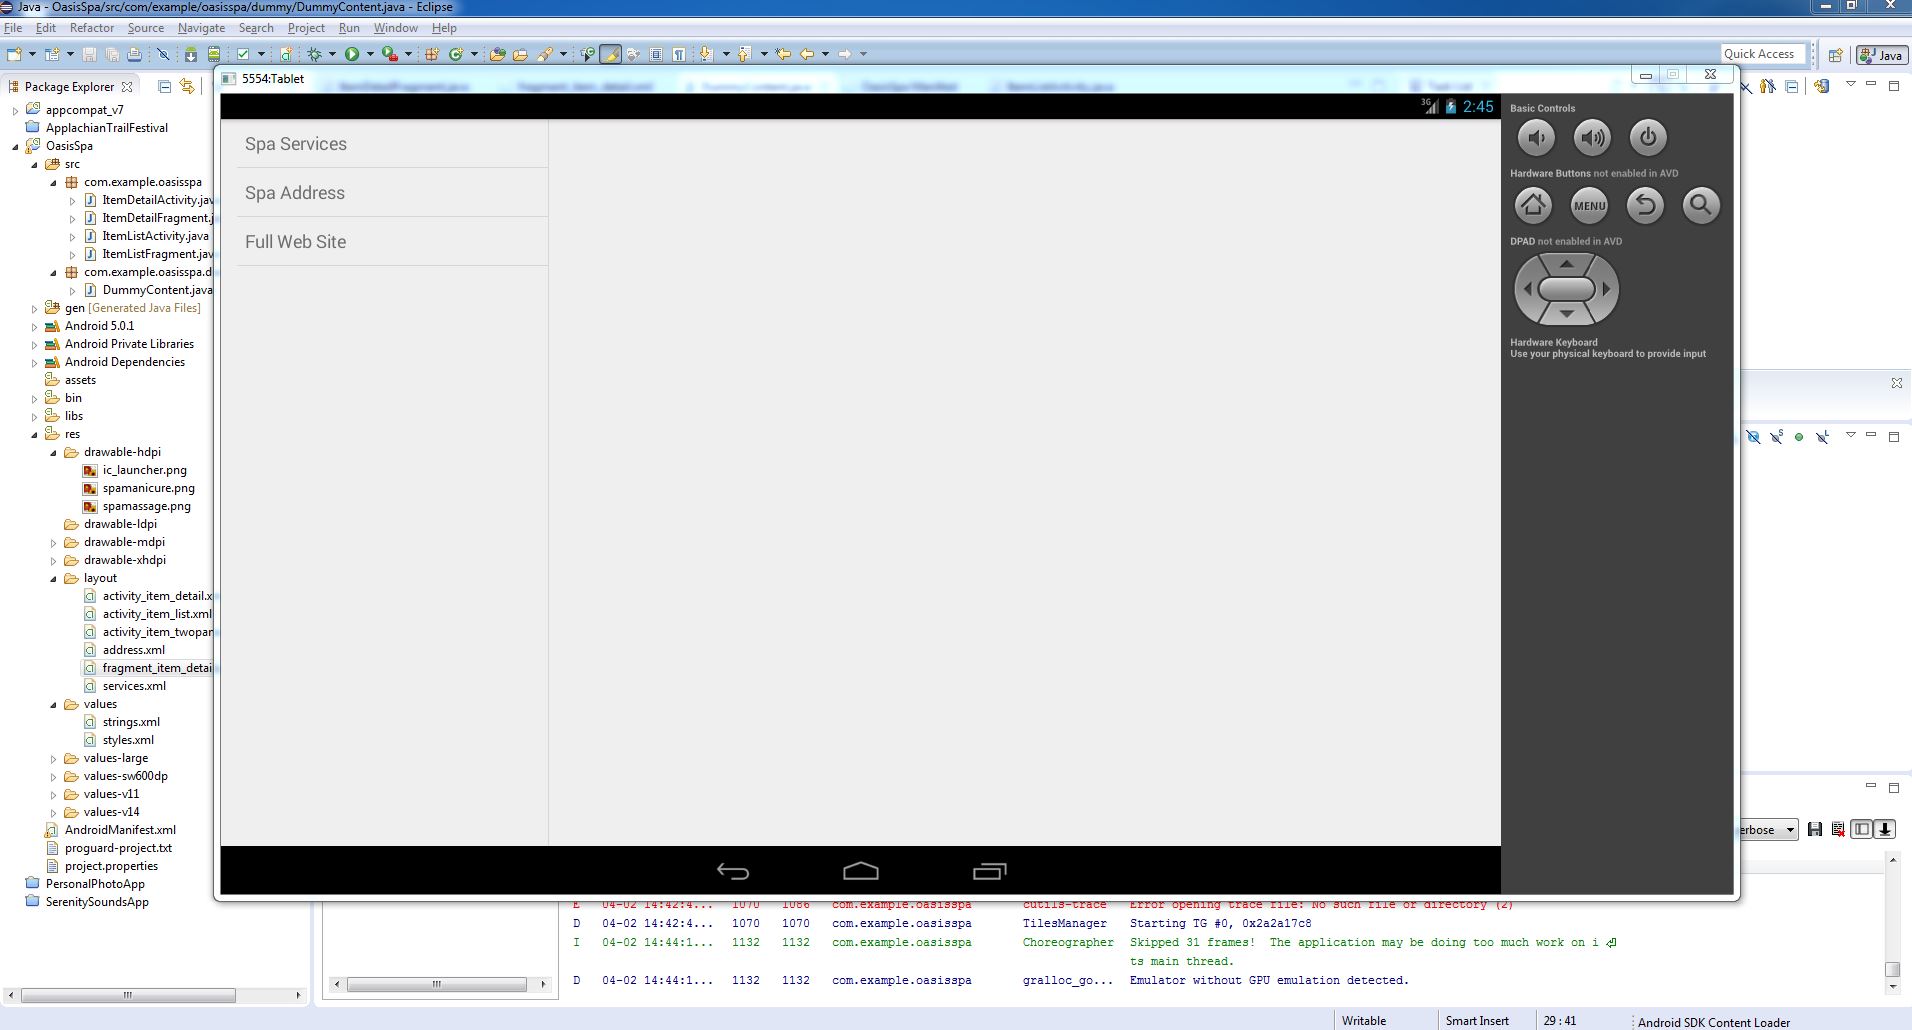 Java - OasisSpa/src/com/example/oasisspa/dummy/DummyContent.java - Eclipse
File Edit Refactor Source Navigate Search Project Run Window Help
Quick Access
Java
Package Explorer
5554:Tablet
appcompat_v7
ApplachianTrailFestival
OasisSpa
src
com.example.oasisspa
ItemDetailActivity.jav
ItemDetailFragment.j
ItemListActivity.java
ItemListFragment.jav
com.example.oasisspa.d
DummyContent.java
gen [Generated Java Files]
Android 5.0.1
Android Private Libraries
Android Dependencies
assets
bin
libs
res
drawable-hdpi
ic_launcher.png
spamanicure.png
spamassage.png
drawable-ldpi
drawable-mdpi
drawable-xhdpi
layout
activity_item_detail.x
activity_item_list.xml
activity_item_twopan
address.xml
fragment_item_detai
services.xml
values
strings.xml
styles.xml
values-large
values-sw600dp
values-v11
values-v14
AndroidManifest.xml
proguard-project.txt
project.properties
PersonalPhotoApp
SerenitySoundsApp
3G 2:45
Spa Services
Spa Address
Full Web Site
Basic Controls
Hardware Buttons not enabled in AVD
MENU
DPAD not enabled in AVD
Hardware Keyboard
Use your physical keyboard to provide input
erbose
E 04-02 14:42:4... 1070 1086 com.example.oasisspa cutils-trace Error opening trace file: No such file or directory (2)
D 04-02 14:42:4... 1070 1070 com.example.oasisspa TilesManager Starting TG #0, 0x2a2a17c8
I 04-02 14:44:1... 1132 1132 com.example.oasisspa Choreographer Skipped 31 frames! The application may be doing too much work on i
ts main thread.
D 04-02 14:44:1... 1132 1132 com.example.oasisspa gralloc_go... Emulator without GPU emulation detected.
Writable Smart Insert 29 : 41 Android SDK Content Loader